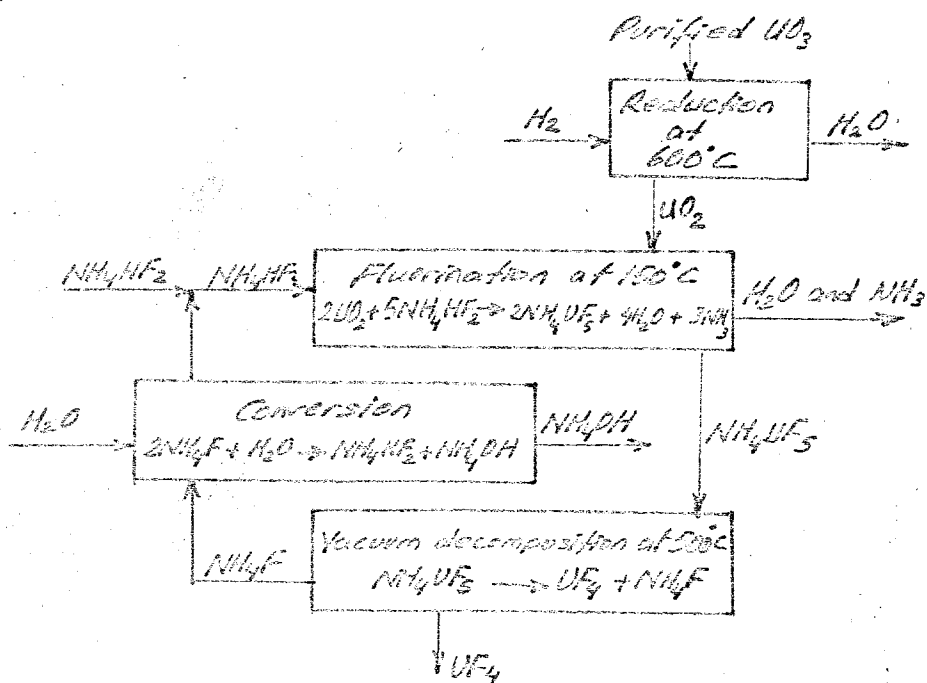 Purified UO3
Reduction
at
600°C
H2
H2O
UO2
NH4HF2
NH4HF2
Fluorination at 150°C
2UO2+5NH4HF2→2NH4UF5+4H2O+3NH3
H2O and NH3
H2O
Conversion
2NH4F+H2O→NH4HF2+NH4OH
NH4OH
NH4UF5
Vacuum decomposition at 500°C
NH4UF5→UF4+NH4F
NH4F
UF4